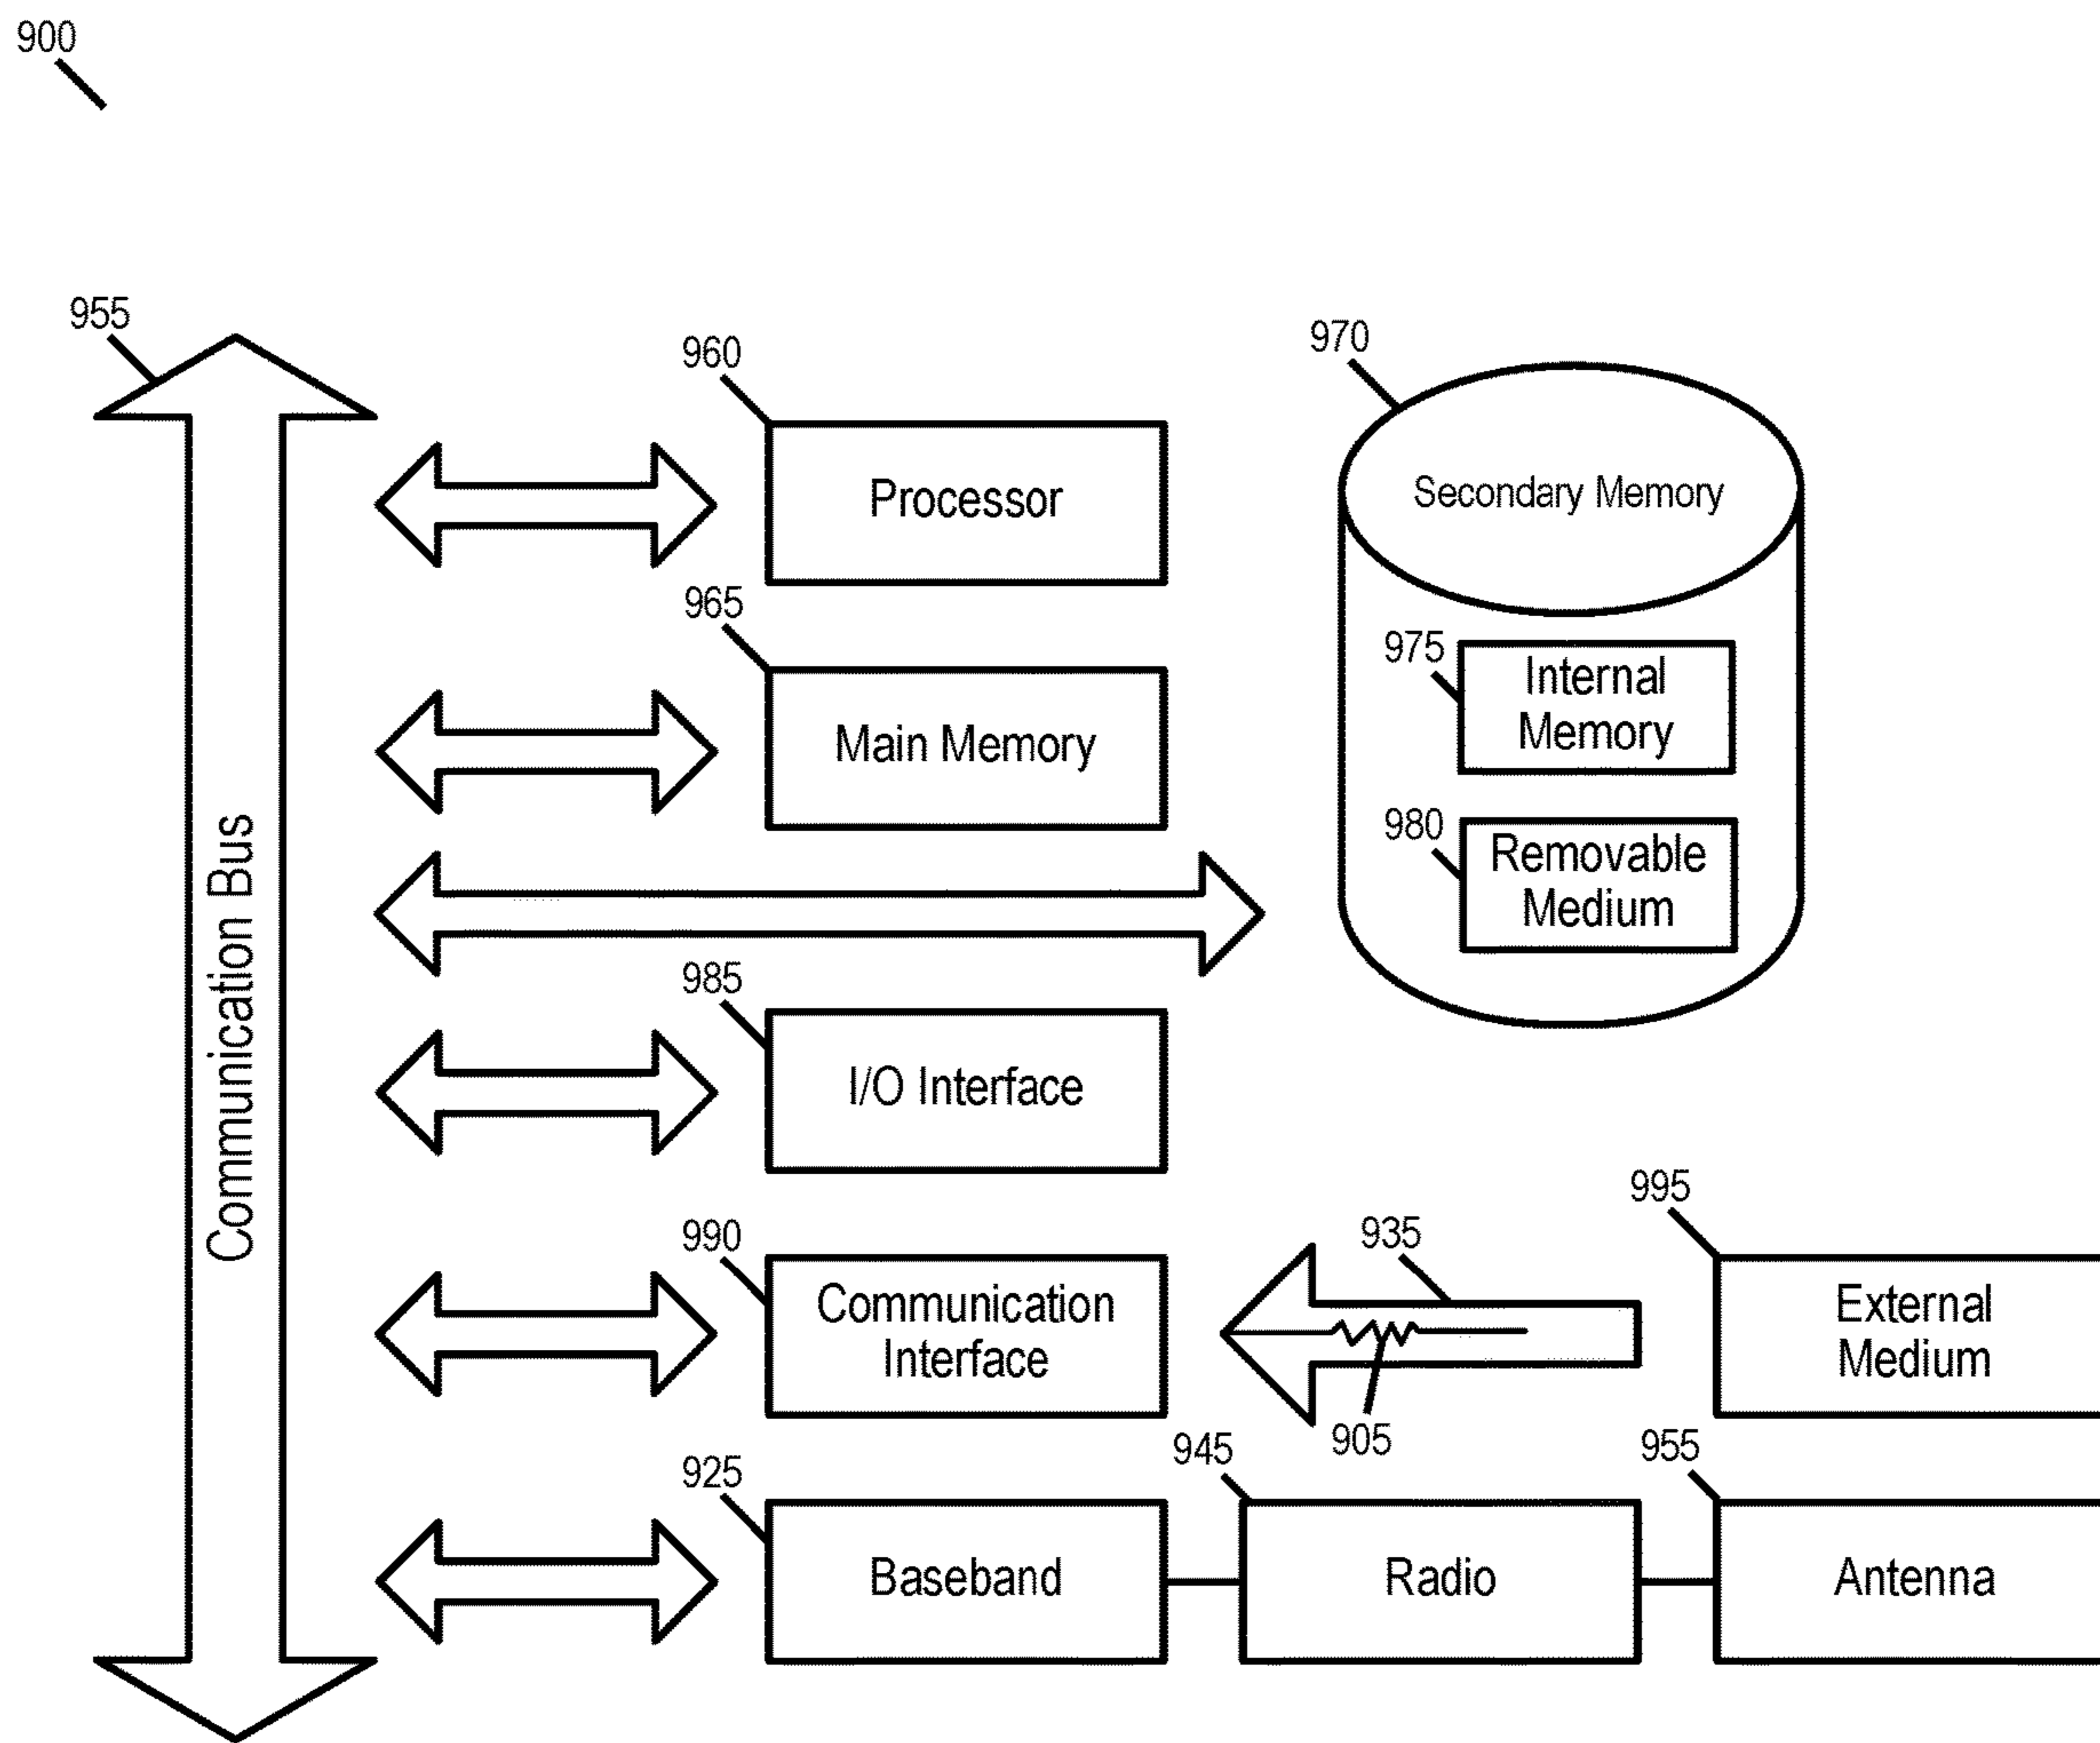 900
955
960
970
Processor
Secondary Memory
965
975
Internal
Memory
Main Memory
980
Removable
Medium
Communication Bus
985
I/O Interface
995
990
935
Communication
Interface
External
Medium
905
945
955
925
Baseband
Radio
Antenna